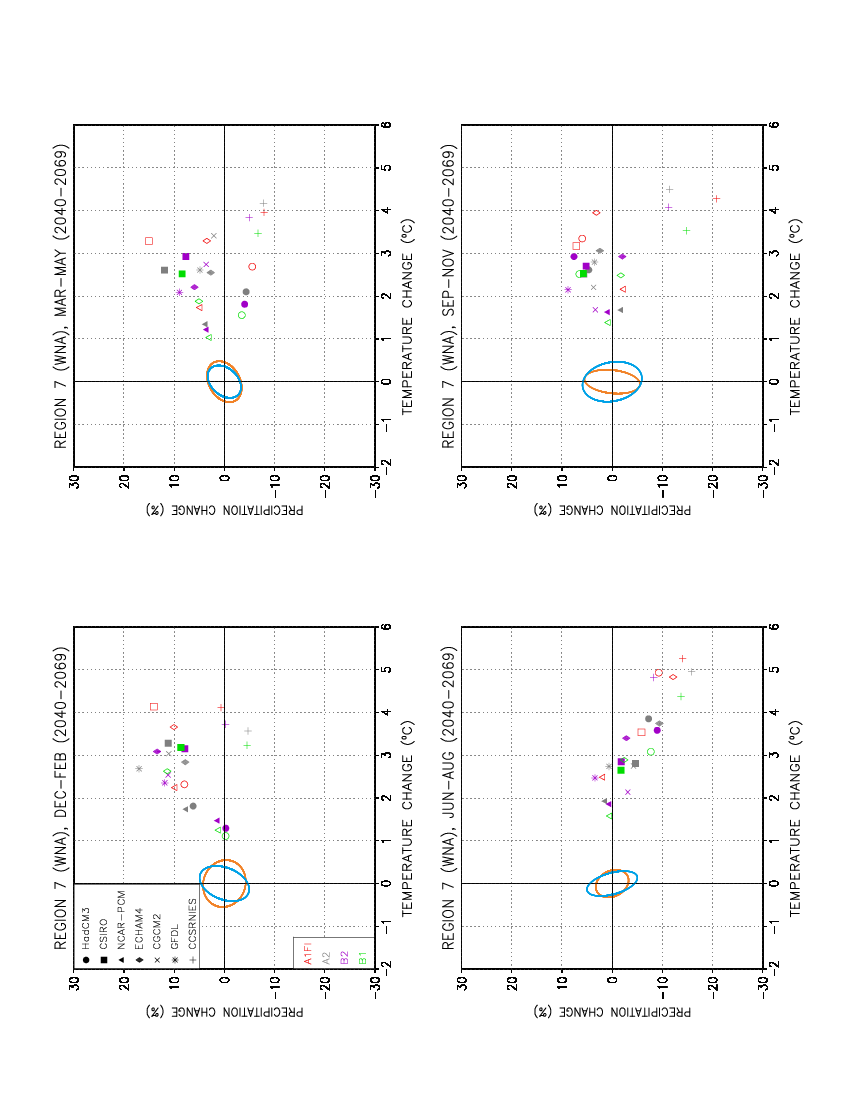 REGION 7 (WNA), DEC-FEB (2040-2069)
30
20
10
0
-10
-20
-30
PRECIPITATION CHANGE (%)
HadCM3
CSIRO
NCAR-PCM
ECHAM4
CGCM2
GFDL
CCSRNIES
A1FI
A2
B2
B1
-2 -1 0 1 2 3 4 5 6
TEMPERATURE CHANGE (ºC)
REGION 7 (WNA), MAR-MAY (2040-2069)
30
20
10
0
-10
-20
-30
PRECIPITATION CHANGE (%)
-2 -1 0 1 2 3 4 5 6
TEMPERATURE CHANGE (ºC)
REGION 7 (WNA), JUN-AUG (2040-2069)
30
20
10
0
-10
-20
-30
PRECIPITATION CHANGE (%)
-2 -1 0 1 2 3 4 5 6
TEMPERATURE CHANGE (ºC)
REGION 7 (WNA), SEP-NOV (2040-2069)
30
20
10
0
-10
-20
-30
PRECIPITATION CHANGE (%)
-2 -1 0 1 2 3 4 5 6
TEMPERATURE CHANGE (ºC)